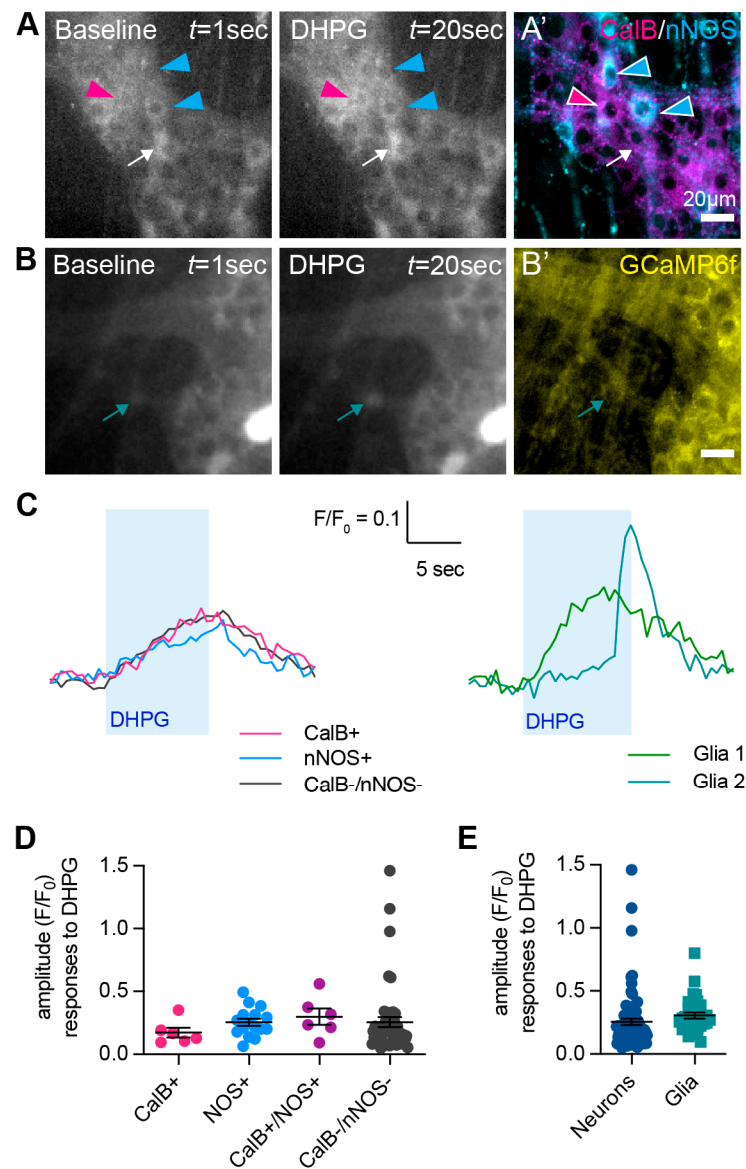 A Baseline t=1sec DHPG t=20sec A' CalB/nNOS
20µm
B Baseline t=1sec DHPG t=20sec B' GCaMP6f
C
F/F0 = 0.1
5 sec
DHPG
CalB+
nNOS+
CalB-/nNOS-
DHPG
Glia 1
Glia 2
D
amplitude (F/F0)
responses to DHPG
1.5
1.0
0.5
0.0
CalB+
NOS+
CalB+/NOS+
CalB-/nNOS-
E
amplitude (F/F0)
responses to DHPG
1.5
1.0
0.5
0.0
Neurons
Glia